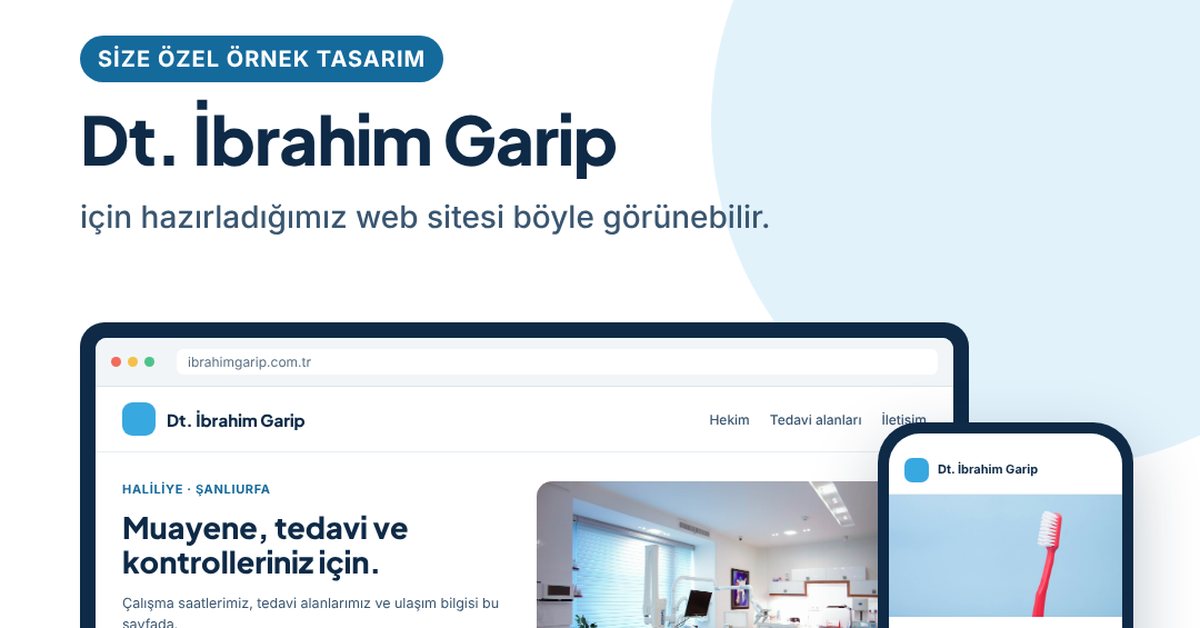 SİZE ÖZEL ÖRNEK TASARIM
Dt. İbrahim Garip
için hazırladığımız web sitesi böyle görünebilir.
ibrahimgarip.com.tr
Dt. İbrahim Garip
Hekim Tedavi alanları İletişim
Dt. İbrahim Garip
HALİLİYE · ŞANLIURFA
Muayene, tedavi ve
kontrolleriniz için.
Çalışma saatlerimiz, tedavi alanlarımız ve ulaşım bilgisi bu
sayfada.